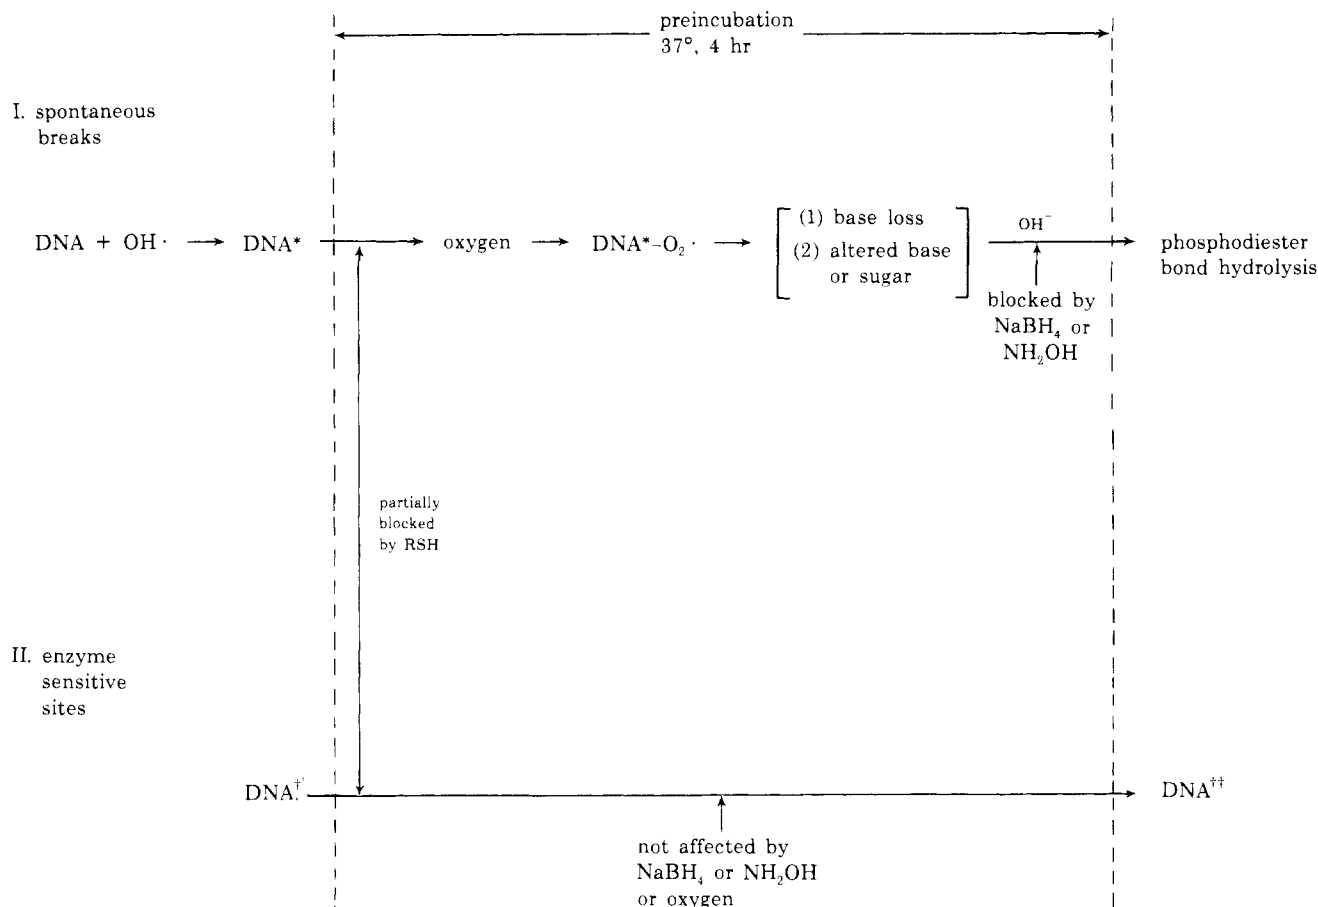 preincubation
37°, 4 hr
I. spontaneous
breaks
DNA + OH · → DNA* → oxygen → DNA*–O₂ · →
(1) base loss
(2) altered base
or sugar
OH⁻
phosphodiester
bond hydrolysis
blocked by
NaBH₄ or
NH₂OH
partially
blocked
by RSH
II. enzyme
sensitive
sites
DNA†
DNA††
not affected by
NaBH₄ or NH₂OH
or oxygen